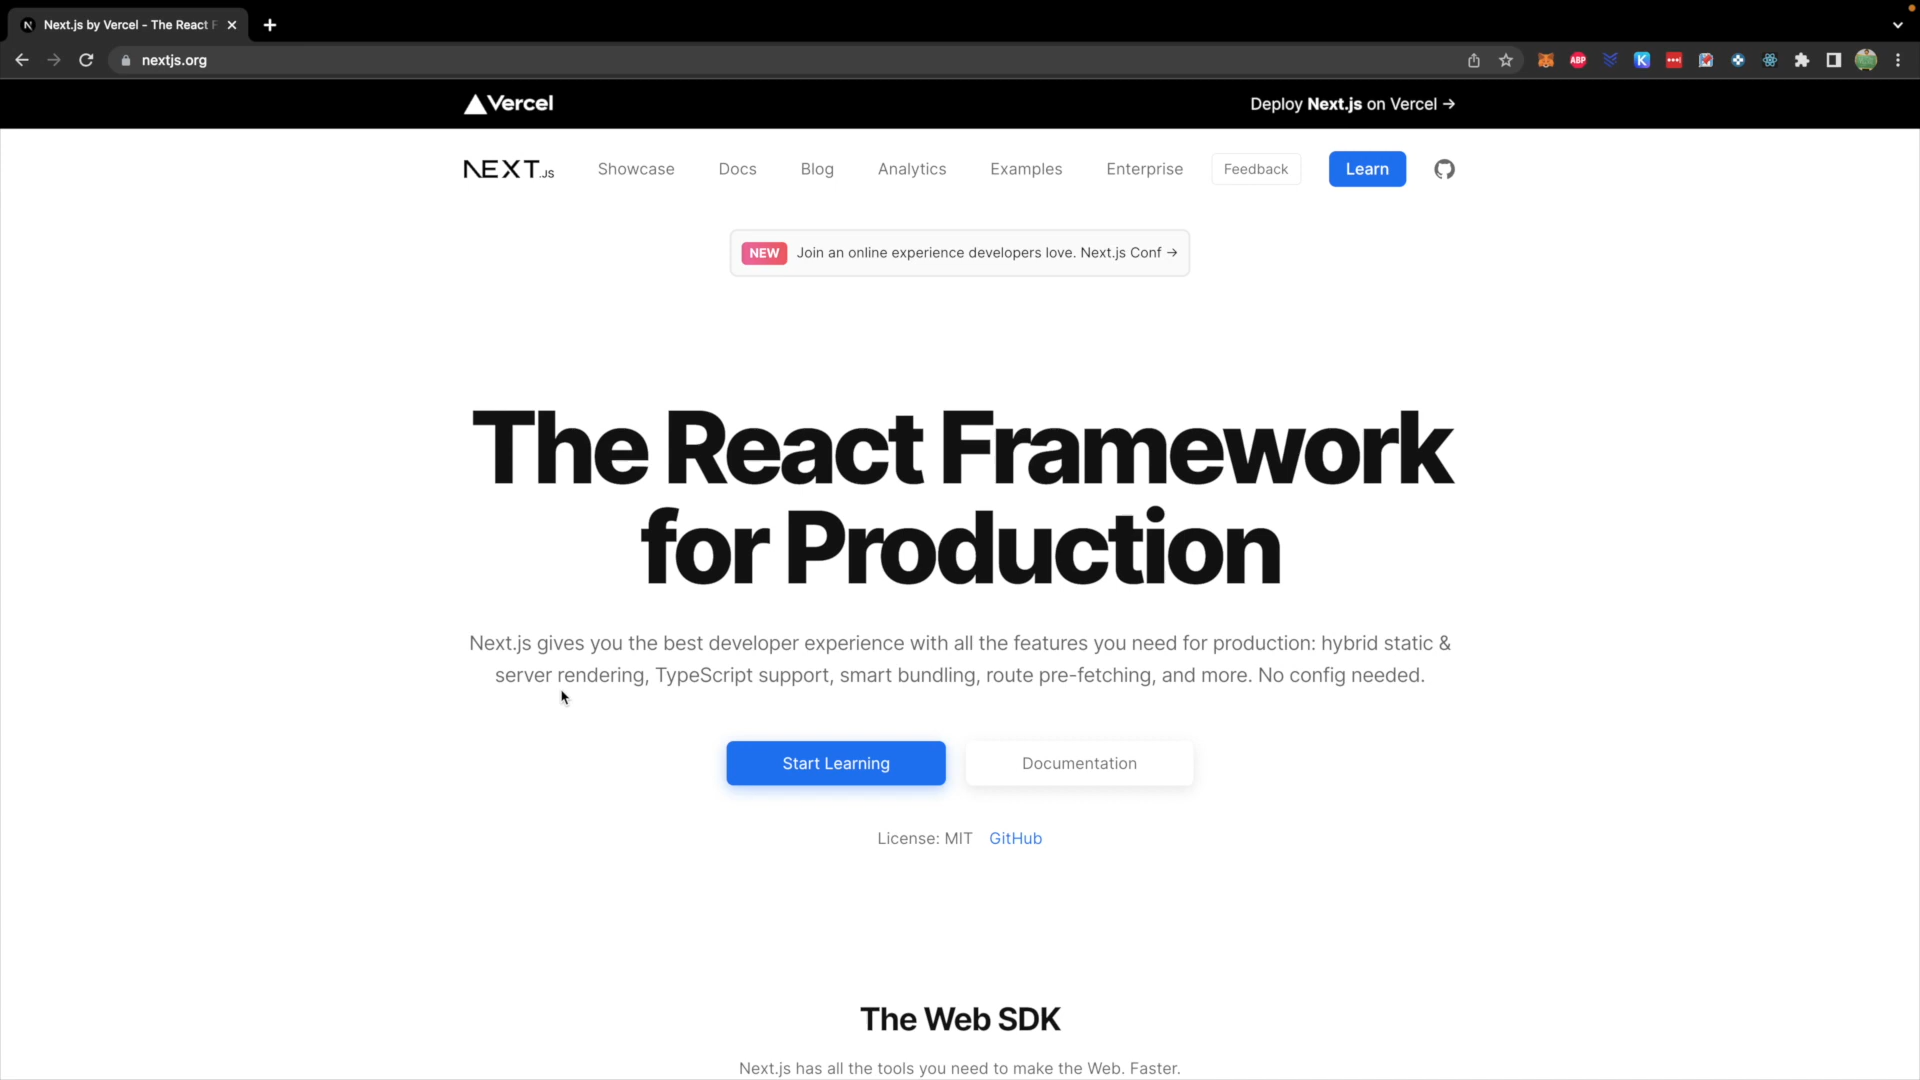 Next.js by Vercel - The React F
nextjs.org
ABP
K
Vercel
Deploy Next.js on Vercel →
NEXT.JS
Showcase
Docs
Blog
Analytics
Examples
Enterprise
Feedback
Learn
NEW Join an online experience developers love. Next.js Conf →
The React Framework
for Production
Next.js gives you the best developer experience with all the features you need for production: hybrid static &
server rendering, TypeScript support, smart bundling, route pre-fetching, and more. No config needed.
Start Learning
Documentation
License: MIT GitHub
The Web SDK
Next.js has all the tools you need to make the Web. Faster.